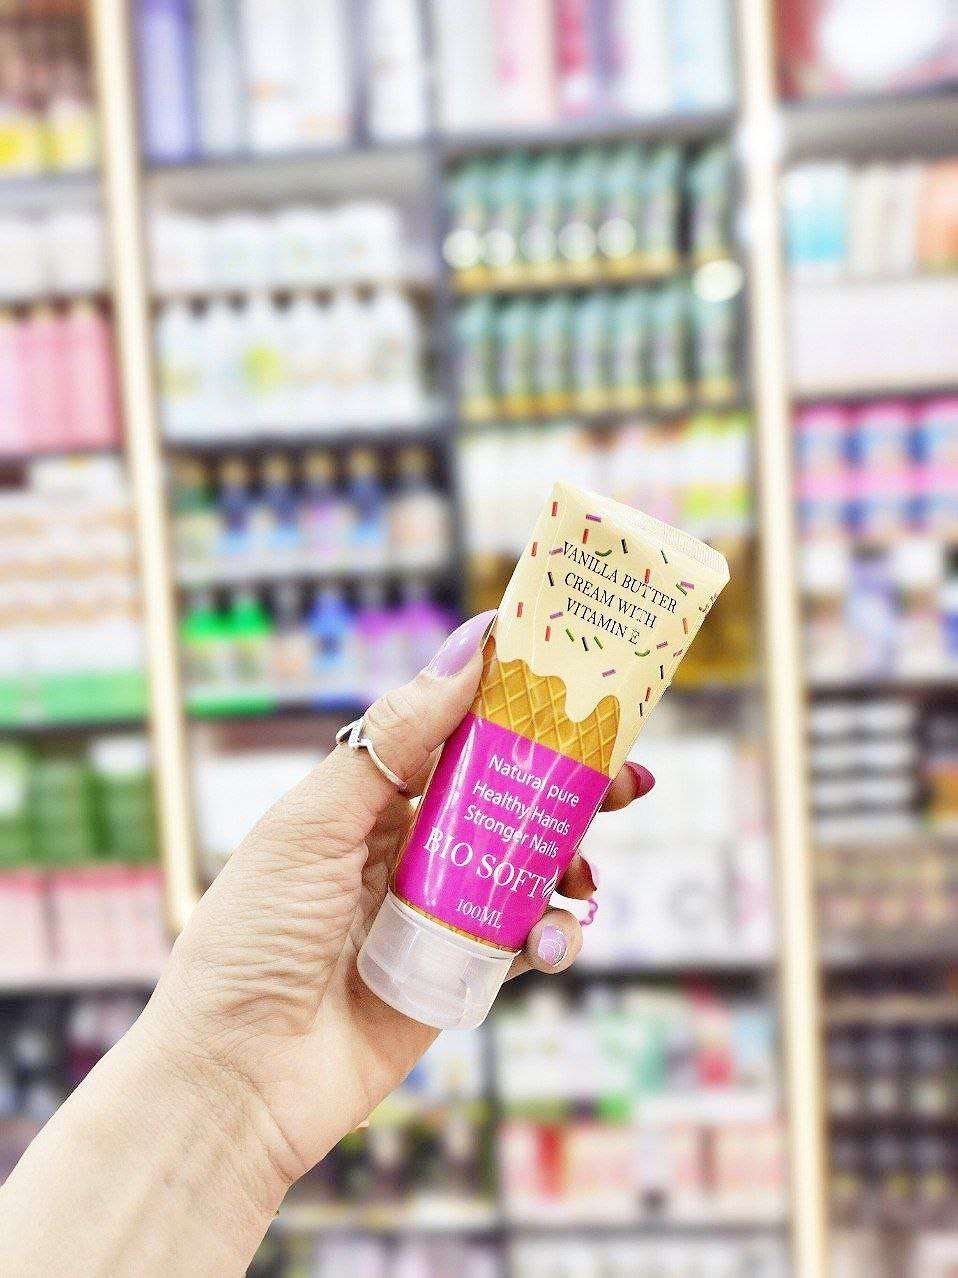 VANILLA BUTTER
CREAM WITH
VITAMIN E
Natural pure
Healthy Hands
Stronger Nails
BIO SOFT
100ML